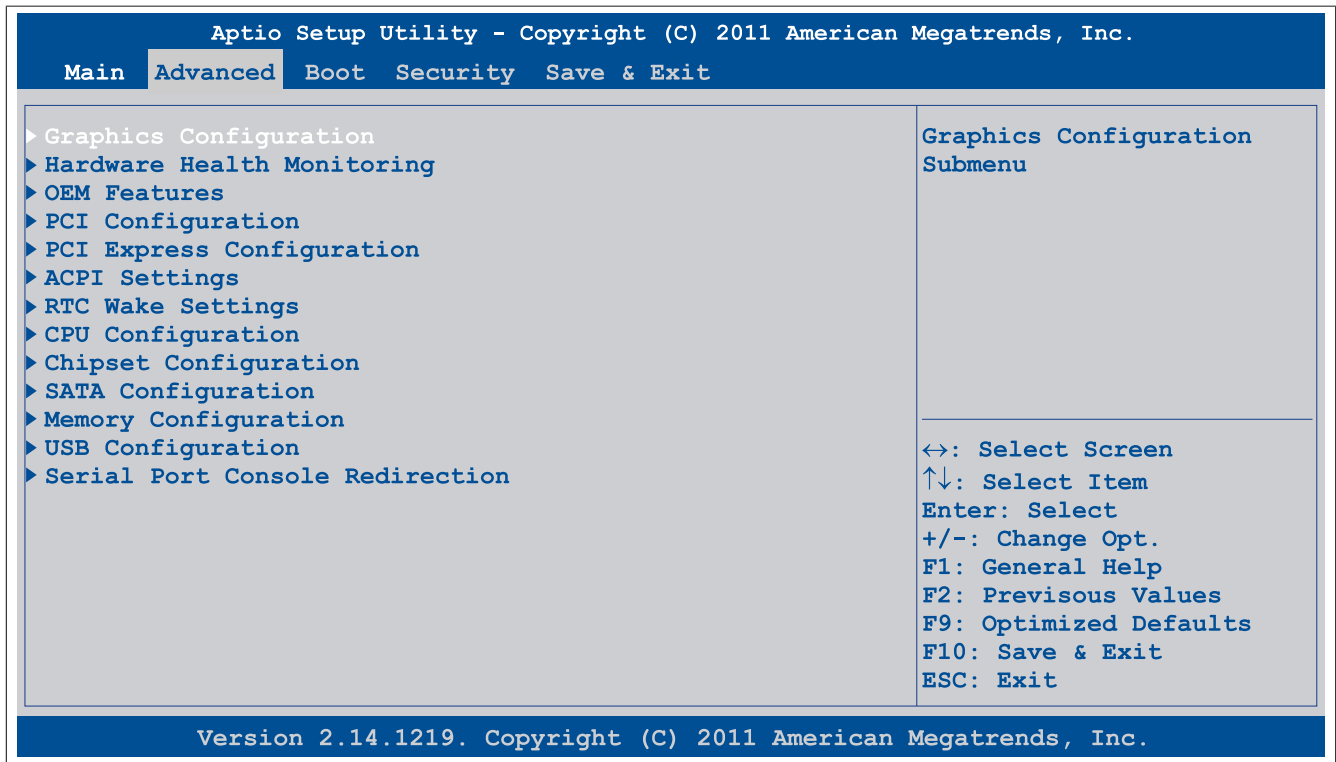 Aptio Setup Utility - Copyright (C) 2011 American Megatrends, Inc.
Main Advanced Boot Security Save & Exit
Graphics Configuration
Hardware Health Monitoring
OEM Features
PCI Configuration
PCI Express Configuration
ACPI Settings
RTC Wake Settings
CPU Configuration
Chipset Configuration
SATA Configuration
Memory Configuration
USB Configuration
Serial Port Console Redirection
Graphics Configuration
Submenu
↔: Select Screen
↑↓: Select Item
Enter: Select
+/-: Change Opt.
F1: General Help
F2: Previsous Values
F9: Optimized Defaults
F10: Save & Exit
ESC: Exit
Version 2.14.1219. Copyright (C) 2011 American Megatrends, Inc.